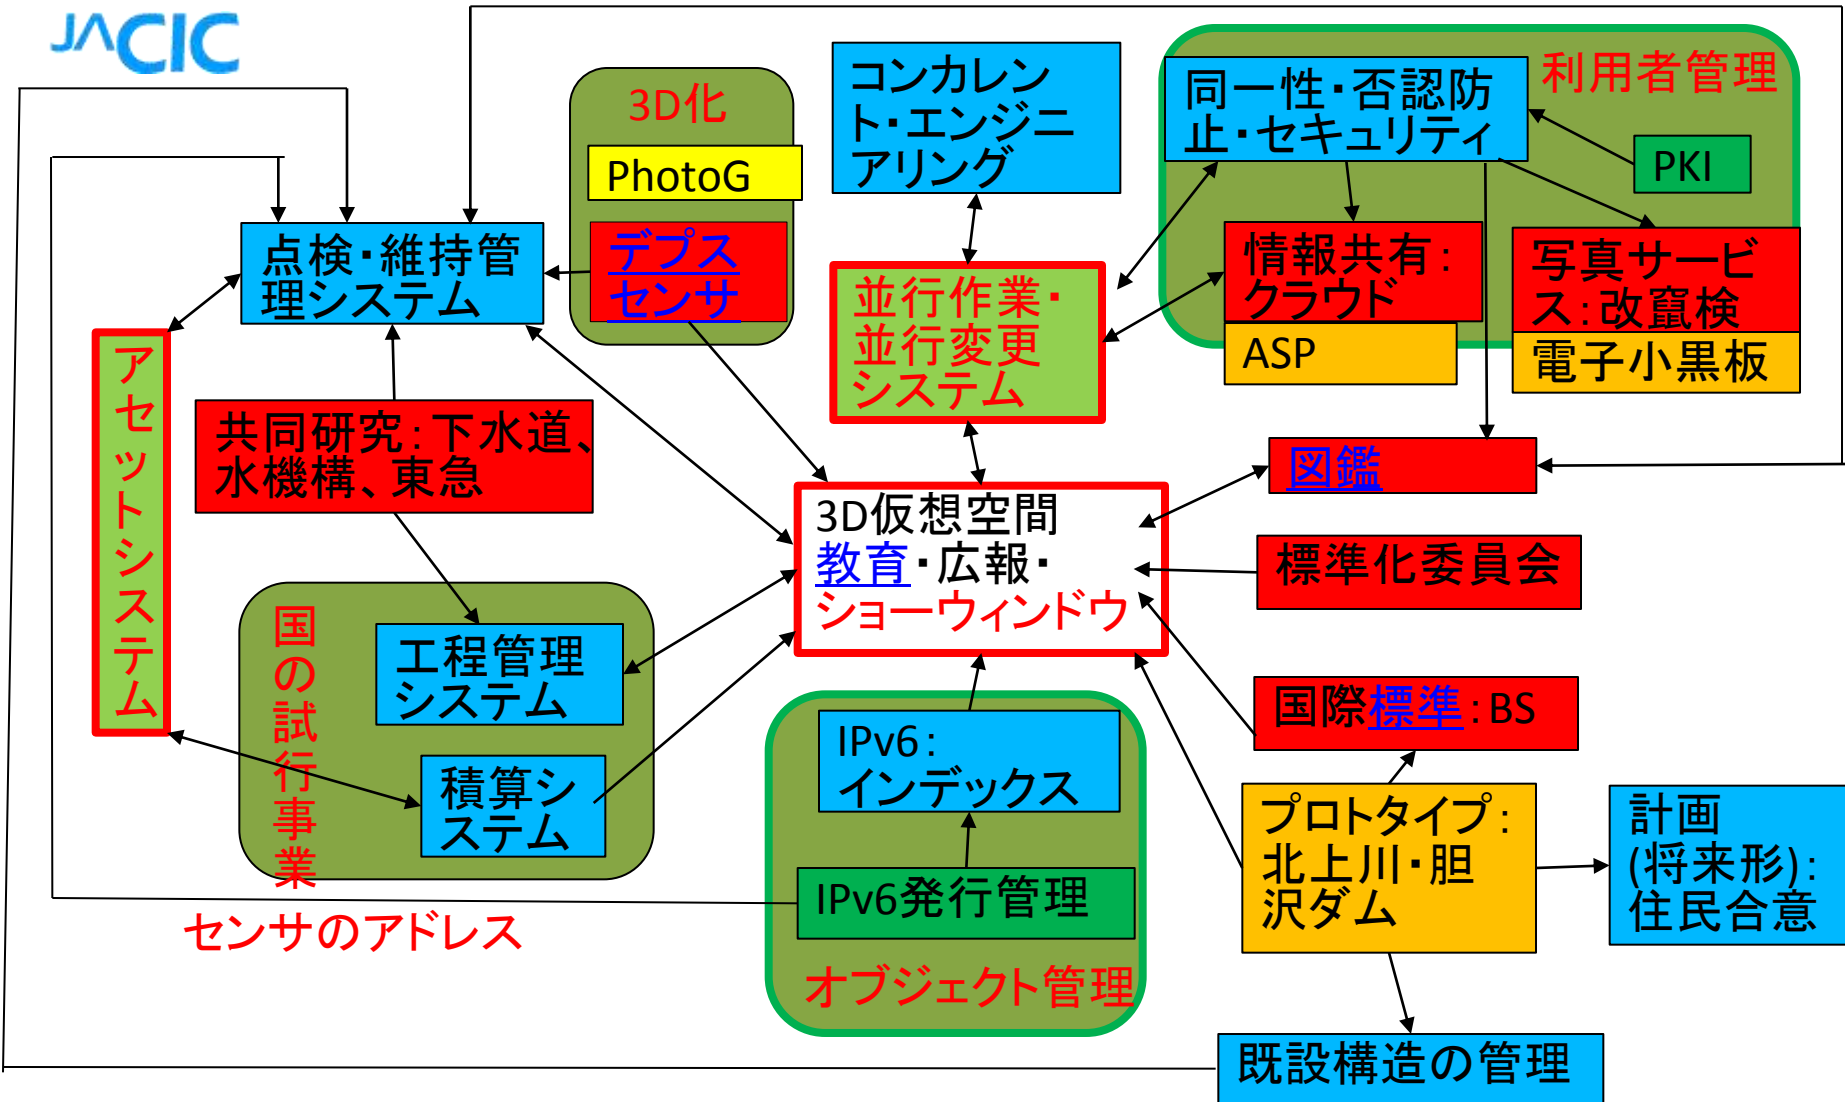 JACIC
3D化
PhotoG
デプス
センサ
コンカレン
ト・エンジニ
アリング
利用者管理
同一性・否認防
止・セキュリティ
PKI
点検・維持管
理システム
並行作業・
並行変更
システム
情報共有：
クラウド
ASP
写真サービ
ス：改竄検
電子小黒板
アセットシステム
共同研究：下水道、
水機構、東急
図鑑
3D仮想空間
教育・広報・
ショーウィンドウ
標準化委員会
国の試行事業
工程管理
システム
積算シ
ステム
国際標準：BS
IPv6：
インデックス
IPv6発行管理
オブジェクト管理
センサのアドレス
プロトタイプ：
北上川・胆
沢ダム
計画
(将来形)：
住民合意
既設構造の管理